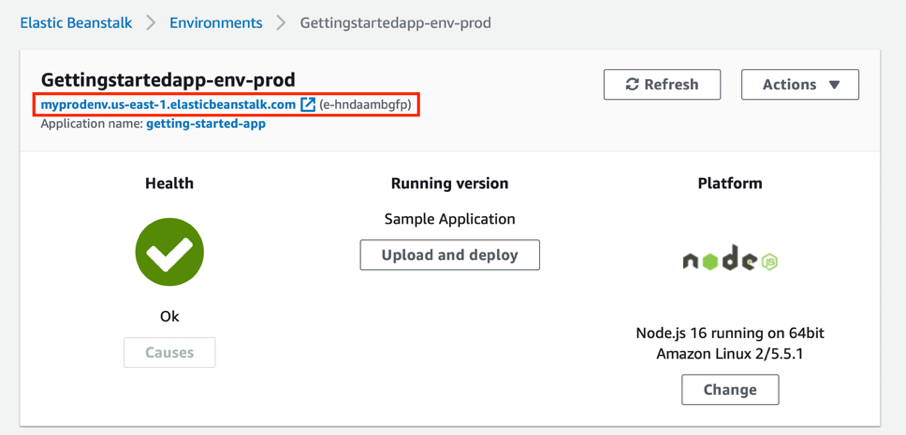 Elastic Beanstalk > Environments > Gettingstartedapp-env-prod
Gettingstartedapp-env-prod
Refresh
Actions ▼
myprodenv.us-east-1.elasticbeanstalk.com (e-hndaambgfp)
Application name: getting-started-app
Health
Running version
Platform
Sample Application
Upload and deploy
node JS
Ok
Causes
Node.js 16 running on 64bit
Amazon Linux 2/5.5.1
Change